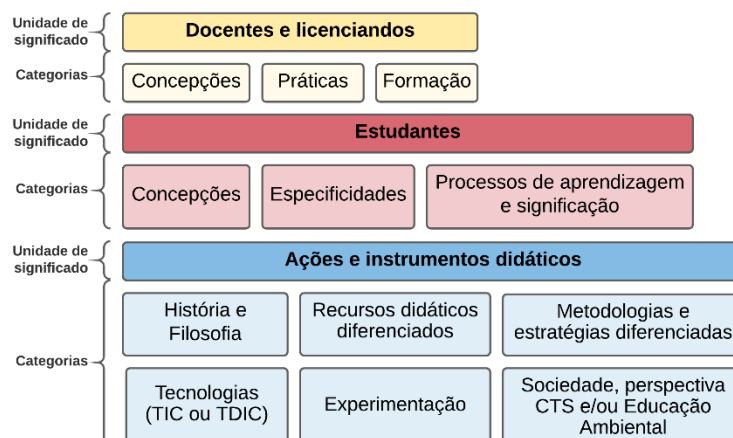 Unidade de
significado
Docentes e licenciandos
Categorias
Concepções
Práticas
Formação
Unidade de
significado
Estudantes
Categorias
Concepções
Especificidades
Processos de aprendizagem
e significação
Unidade de
significado
Ações e instrumentos didáticos
Categorias
História e
Filosofia
Recursos didáticos
diferenciados
Metodologias e
estratégias diferenciadas
Tecnologias
(TIC ou TDIC)
Experimentação
Sociedade, perspectiva
CTS e/ou Educação
Ambiental